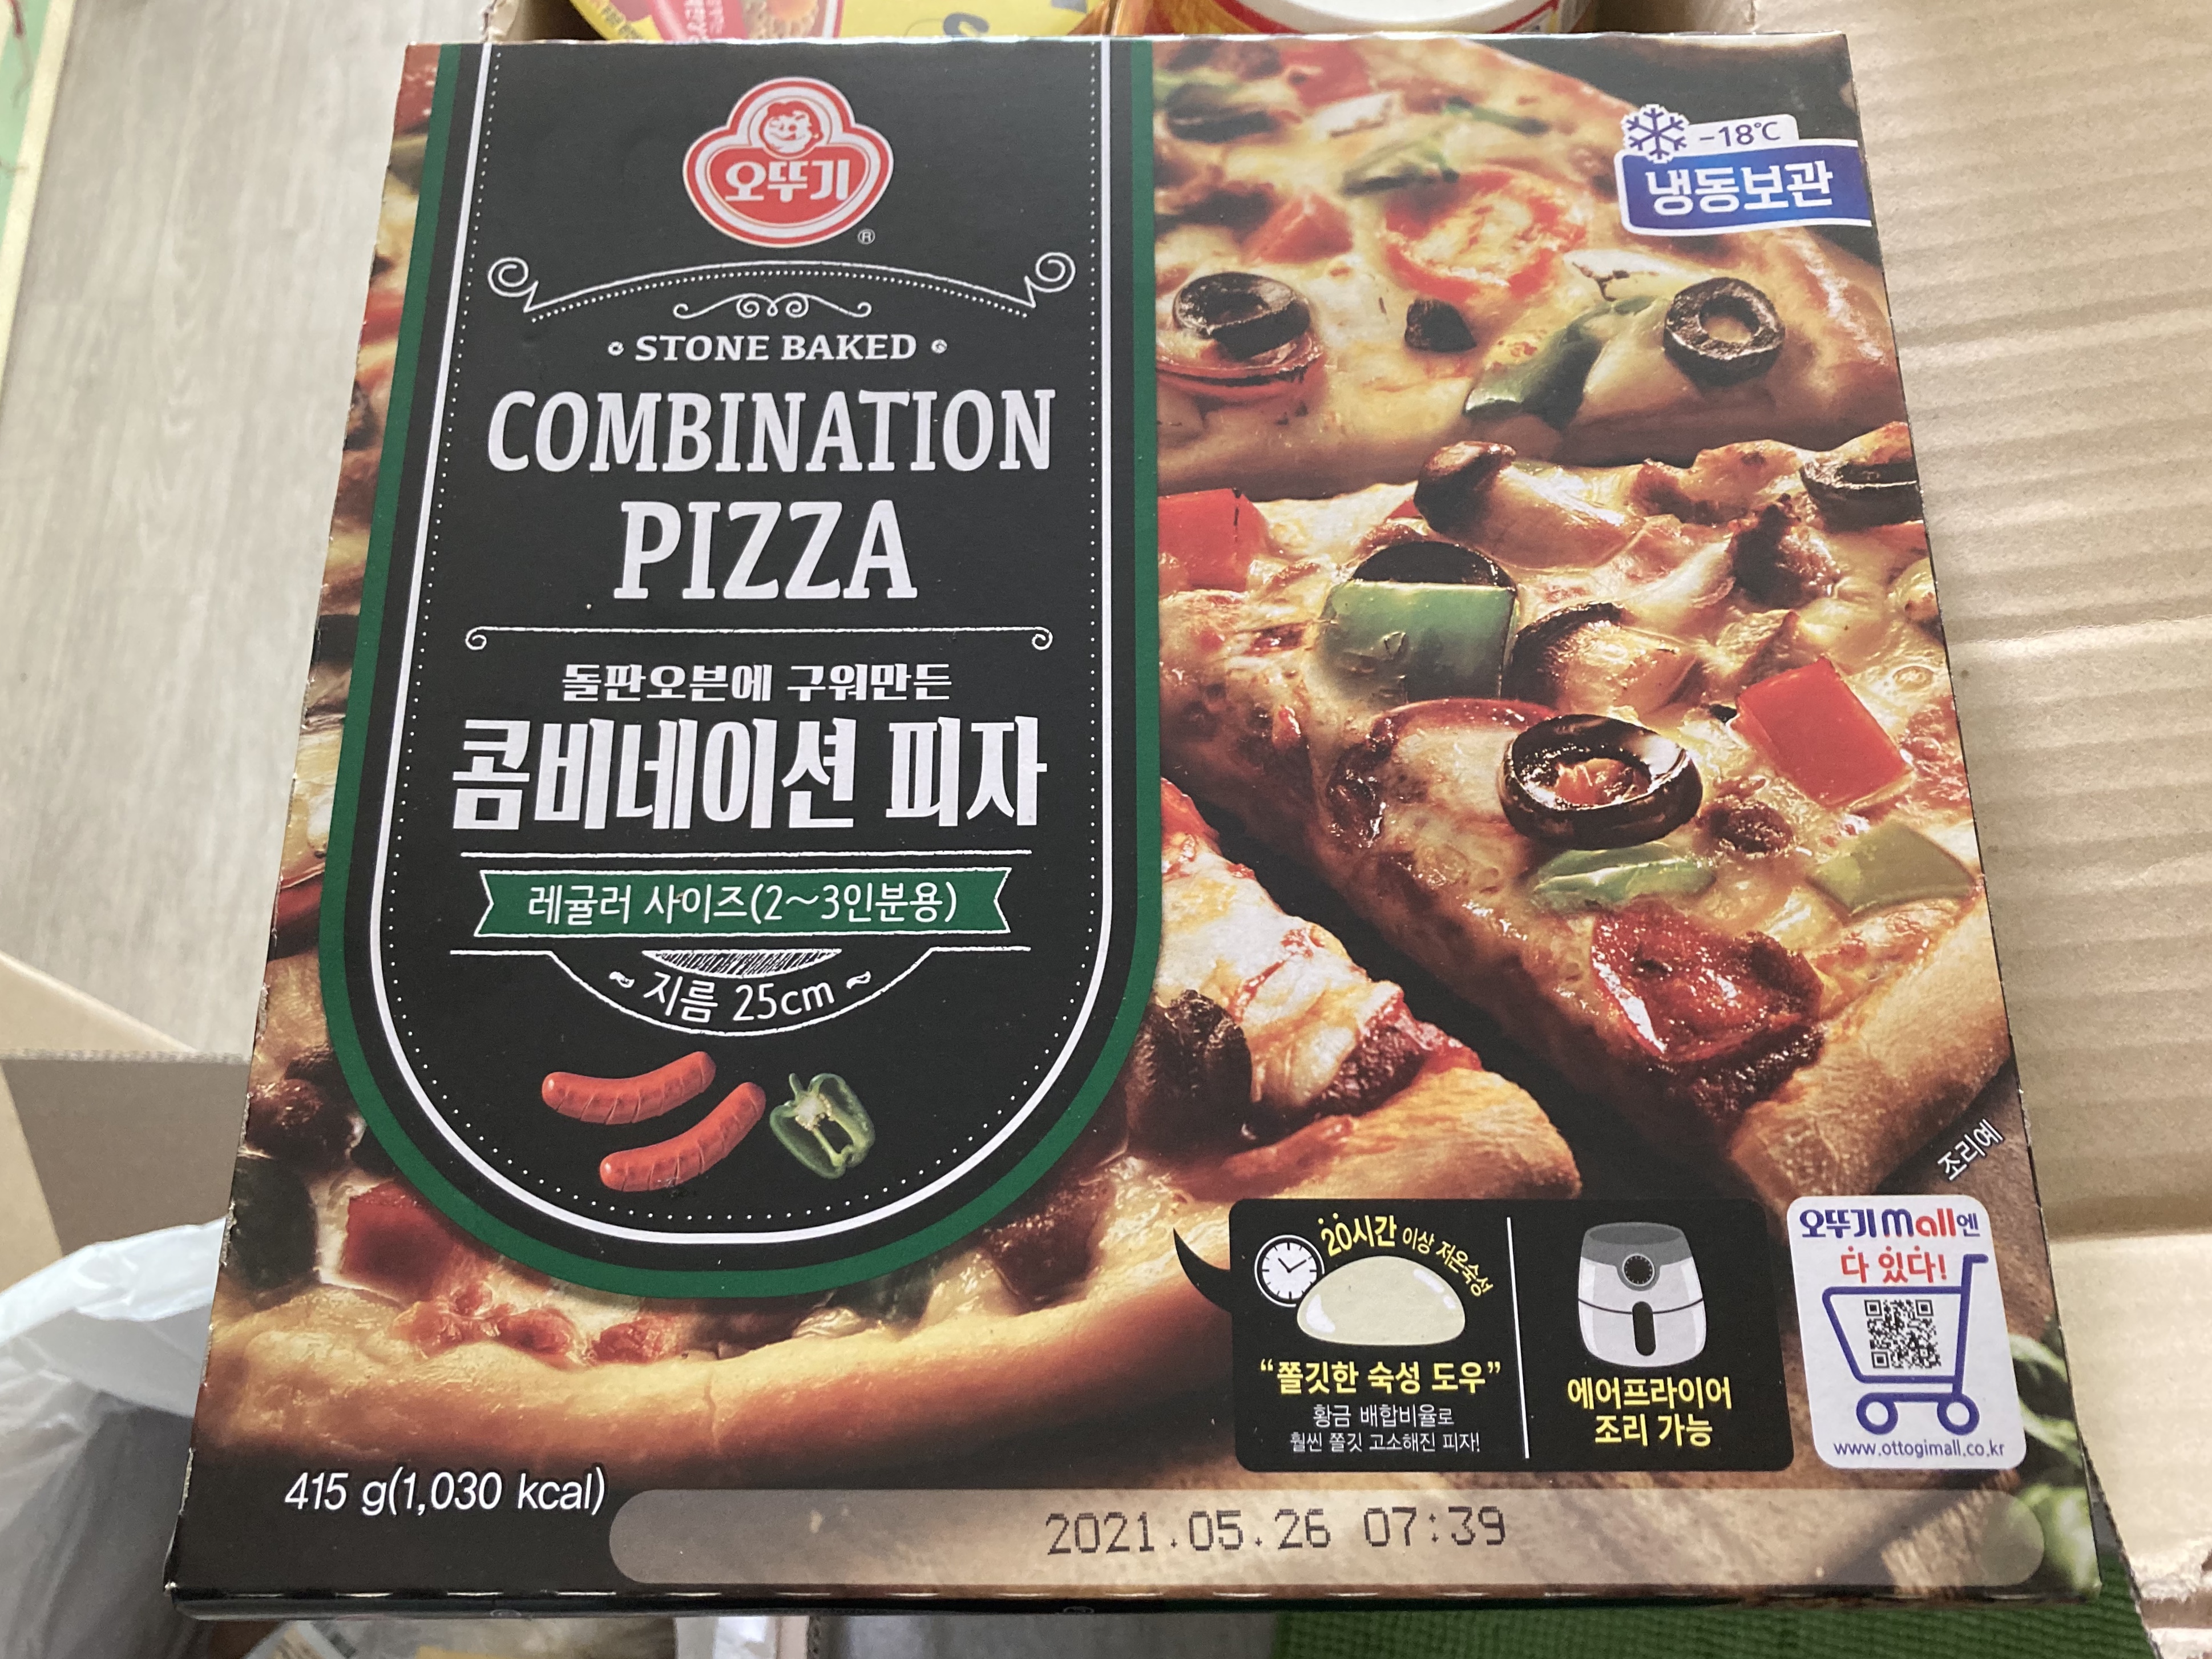 오뚜기
®
-18℃
냉동보관
STONE BAKED
COMBINATION
PIZZA
돌판오븐에 구워만든
콤비네이션 피자
레귤러 사이즈(2~3인분용)
~ 지름 25cm ~
조리예
20시간 이상 저온숙성
“쫄깃한 숙성 도우”
황금 배합비율로
훨씬 쫄깃 고소해진 피자!
에어프라이어
조리 가능
오뚜기mall엔
다 있다!
www.ottogimall.co.kr
415 g(1,030 kcal)
2021.05.26 07:39